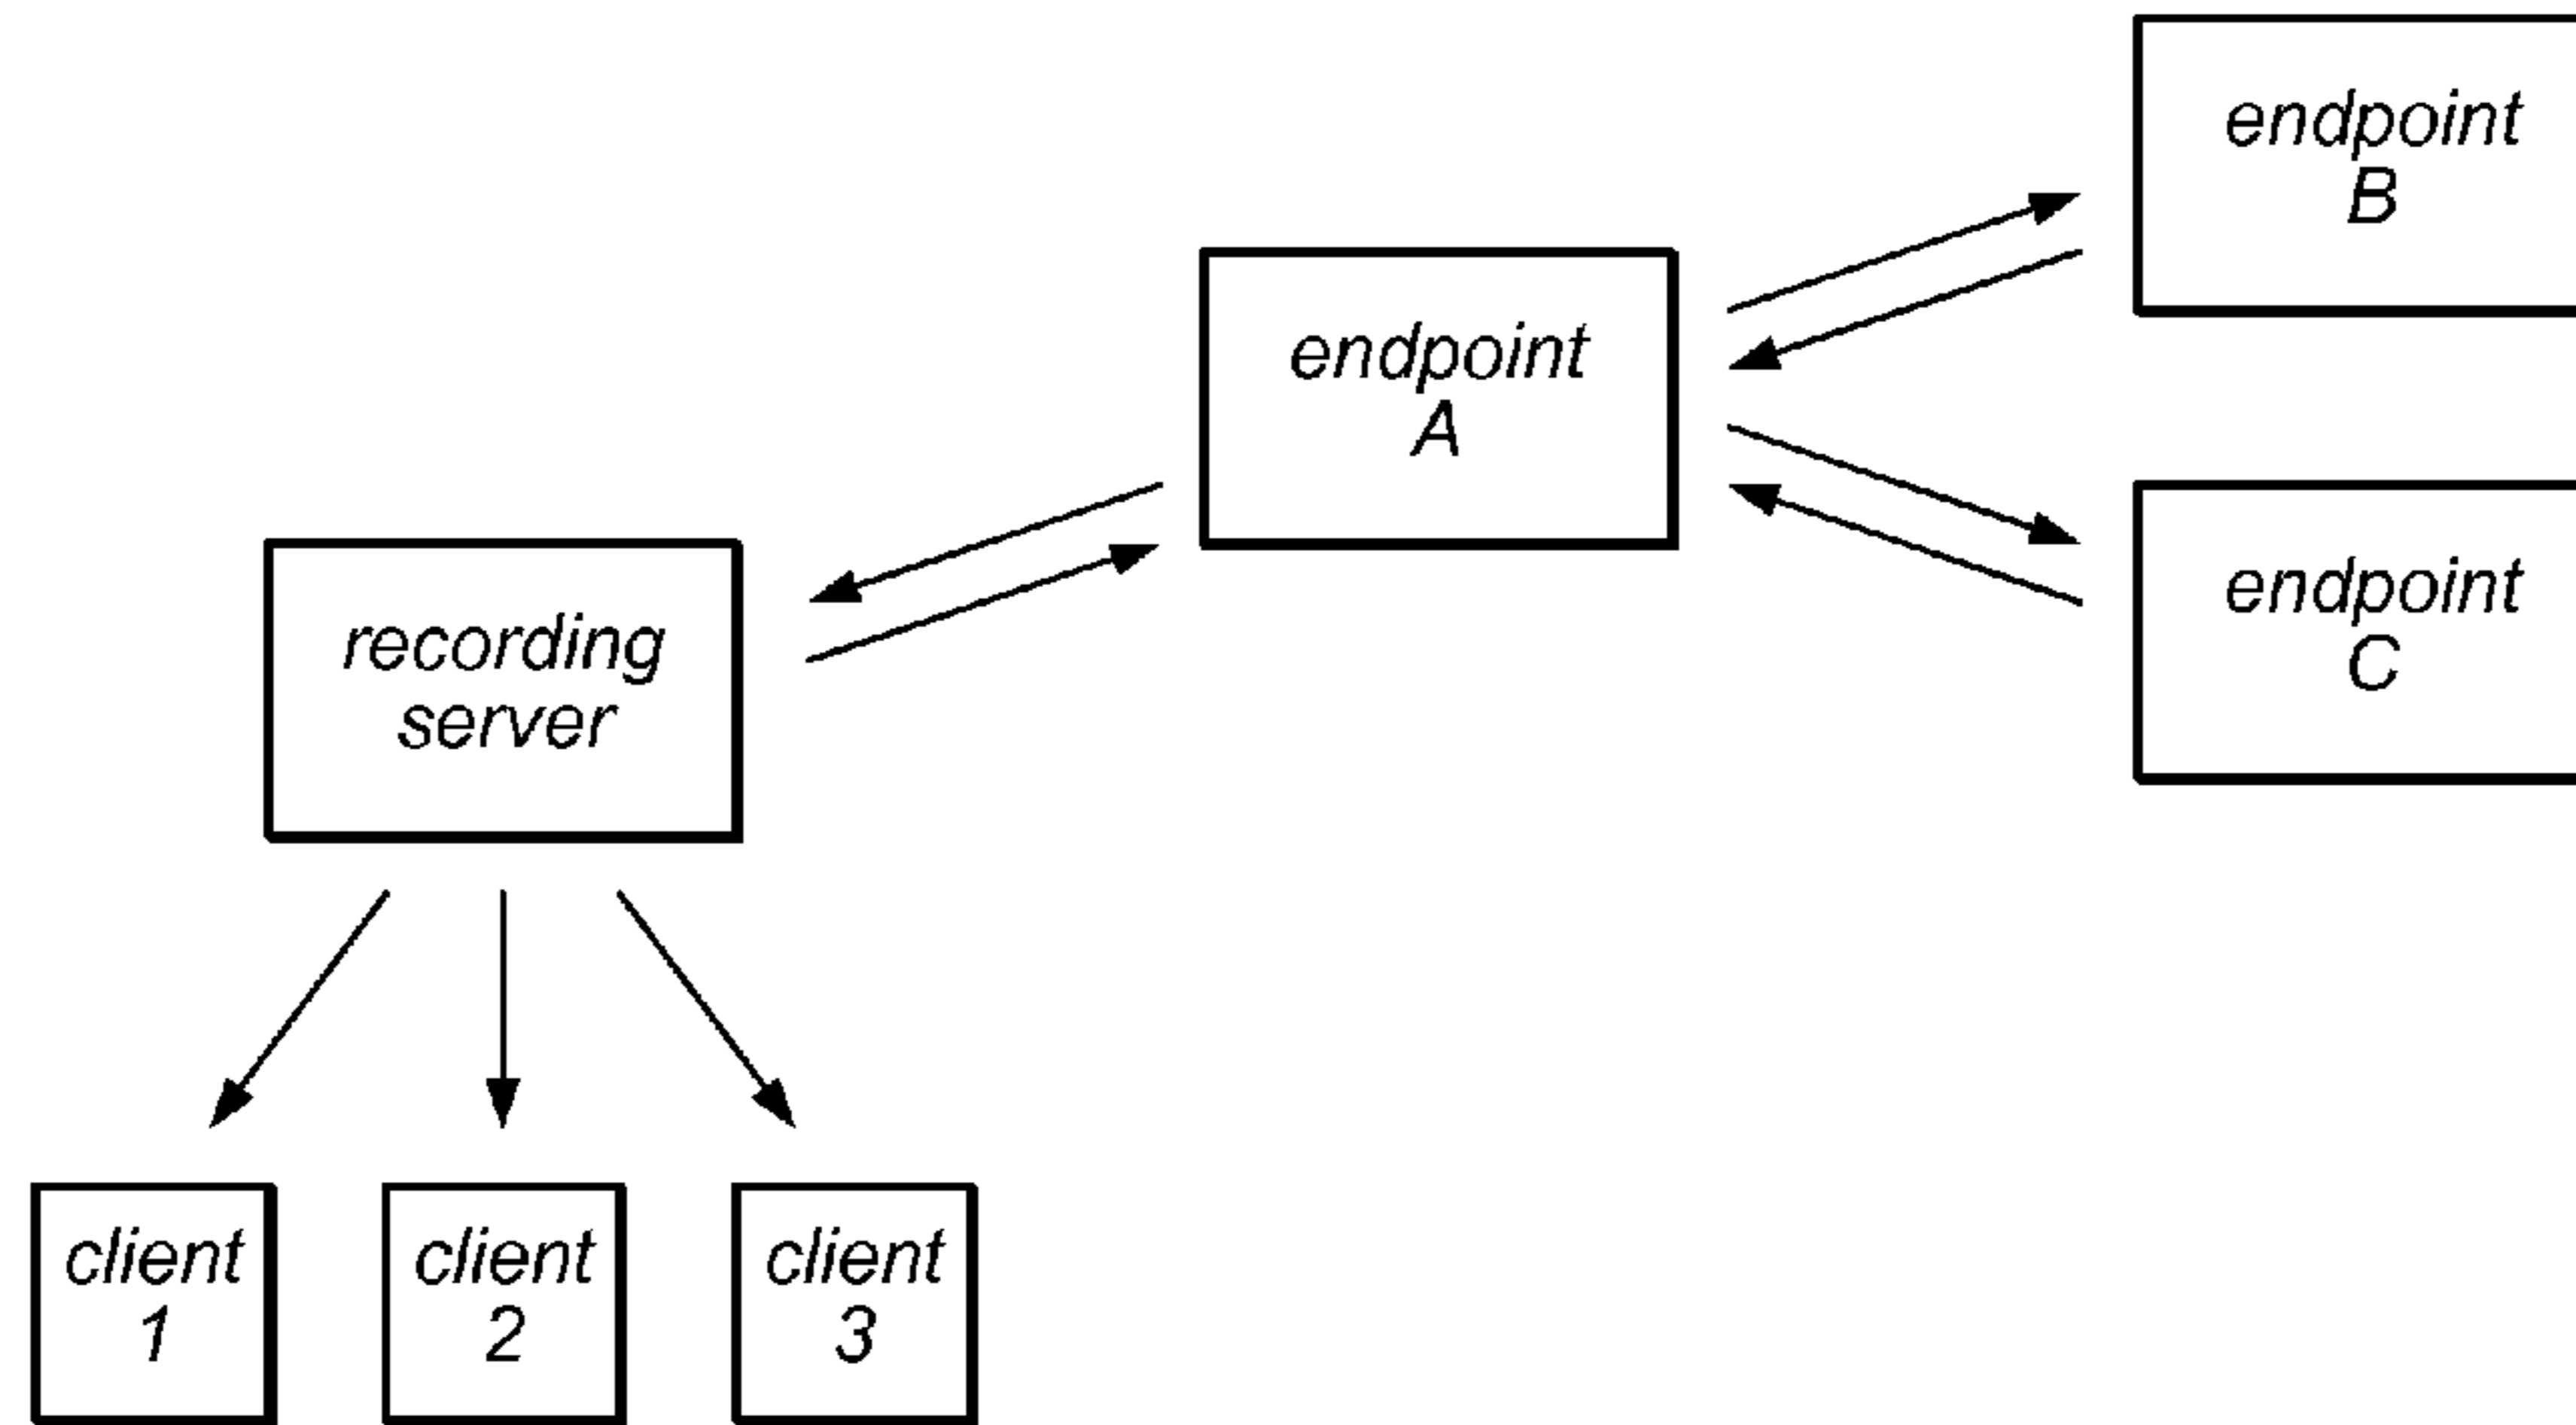 endpoint
B
endpoint
A
endpoint
C
recording
server
client
1
client
2
client
3